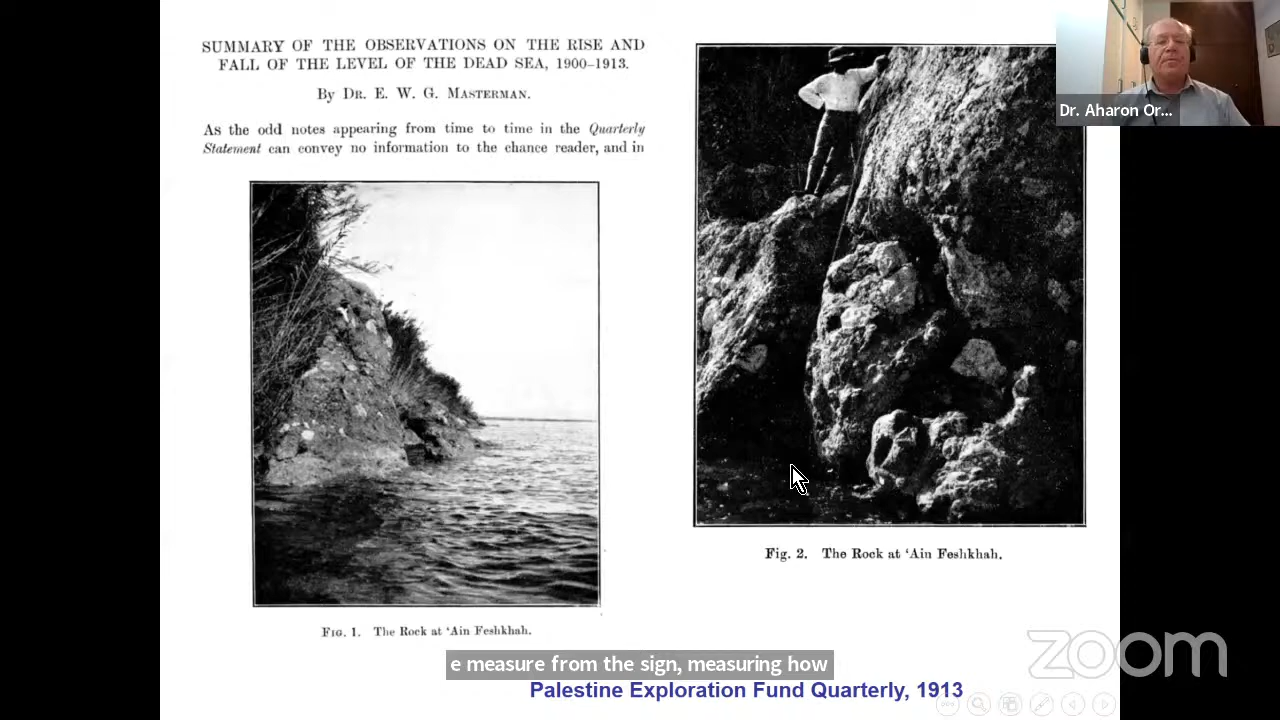 SUMMARY OF THE OBSERVATIONS ON THE RISE AND
FALL OF THE LEVEL OF THE DEAD SEA, 1900–1913.
By Dr. E. W. G. Masterman.
As the odd notes appearing from time to time in the Quarterly
Statement can convey no information to the chance reader, and in
Fig. 1. The Rock at ‘Ain Feshkhah.
Fig. 2. The Rock at ‘Ain Feshkhah.
Dr. Aharon Or...
e measure from the sign, measuring how
Palestine Exploration Fund Quarterly, 1913
zoom